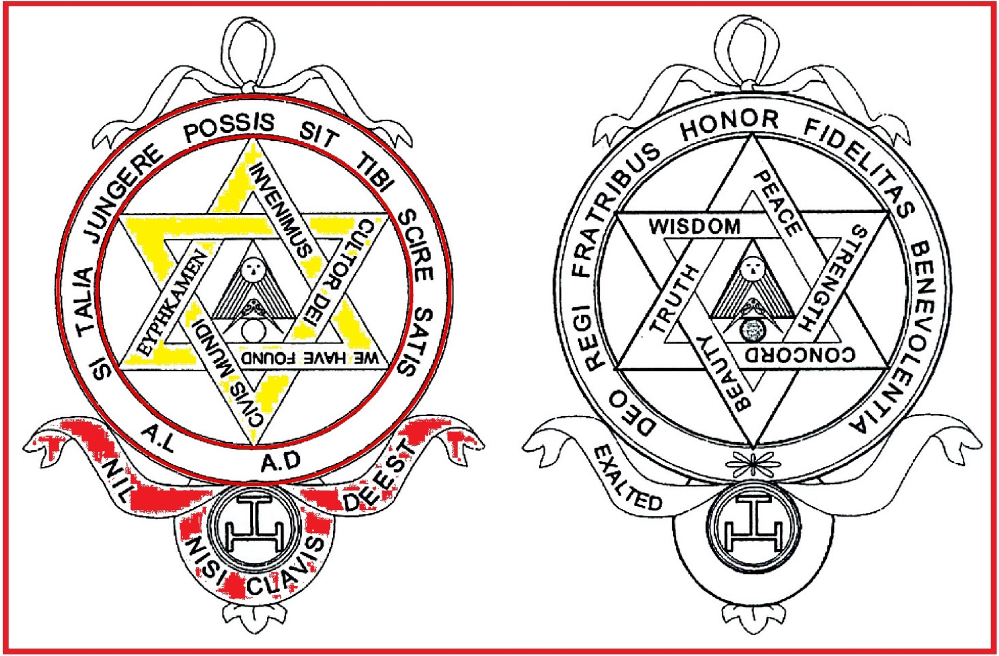 SI TALIA JUNGERE POSSIS SIT TIBI SCIRE SATIS
A.L
A.D
INVENIMUS
CULTOR DEI
WE HAVE FOUND
CIVIS MUNDI
EYPHKAMEN
NIL NISI CLAVIS DEEST
DEO REGI FRATRIBUS HONOR FIDELITAS BENEVOLENTIA
WISDOM
PEACE
STRENGTH
CONCORD
BEAUTY
TRUTH
EXALTED